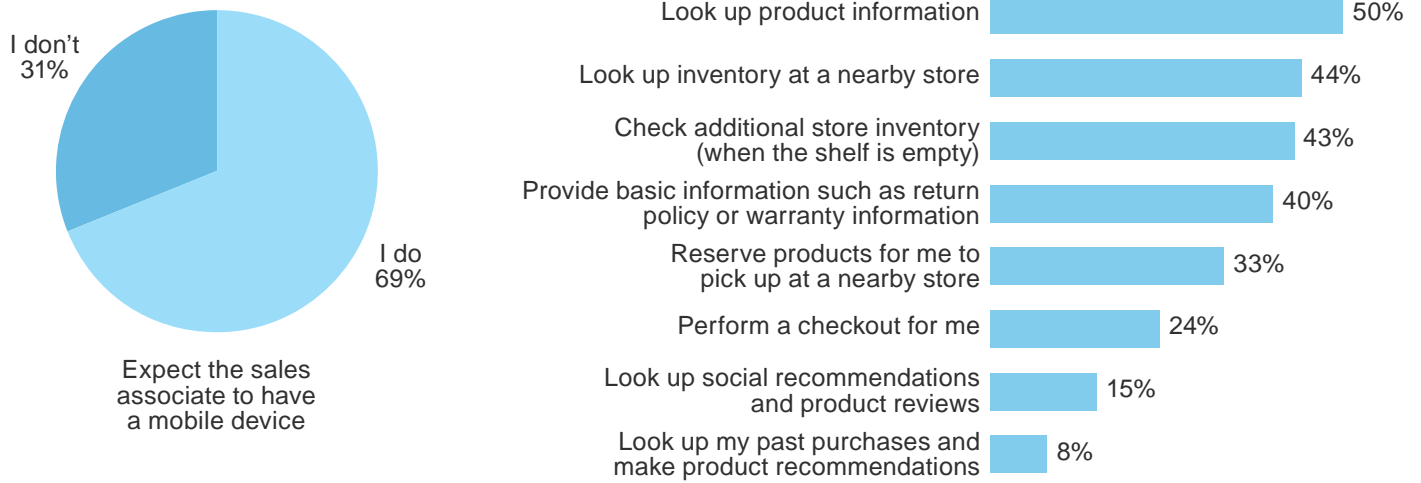 I don't
31%
I do
69%
Expect the sales
associate to have
a mobile device
Look up product information
50%
Look up inventory at a nearby store
44%
Check additional store inventory
(when the shelf is empty)
43%
Provide basic information such as return
policy or warranty information
40%
Reserve products for me to
pick up at a nearby store
33%
Perform a checkout for me
24%
Look up social recommendations
and product reviews
15%
Look up my past purchases and
make product recommendations
8%